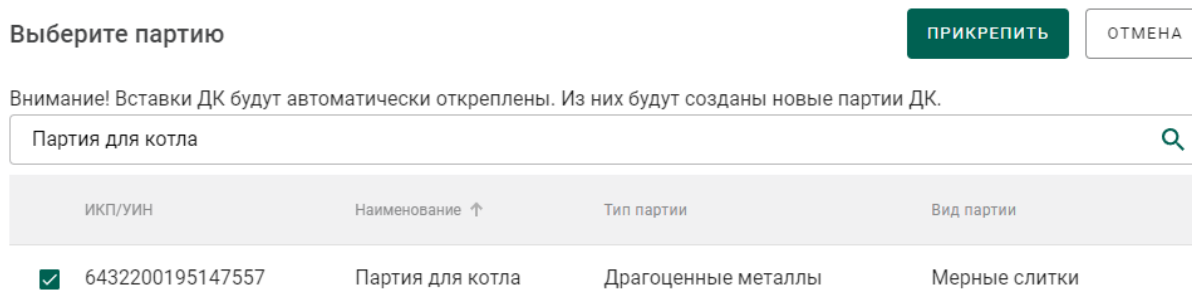 Выберите партию
ПРИКРЕПИТЬ
ОТМЕНА
Внимание! Вставки ДК будут автоматически откреплены. Из них будут созданы новые партии ДК.
Партия для котла
ИКП/УИН Наименование ↑ Тип партии Вид партии
6432200195147557 Партия для котла Драгоценные металлы Мерные слитки